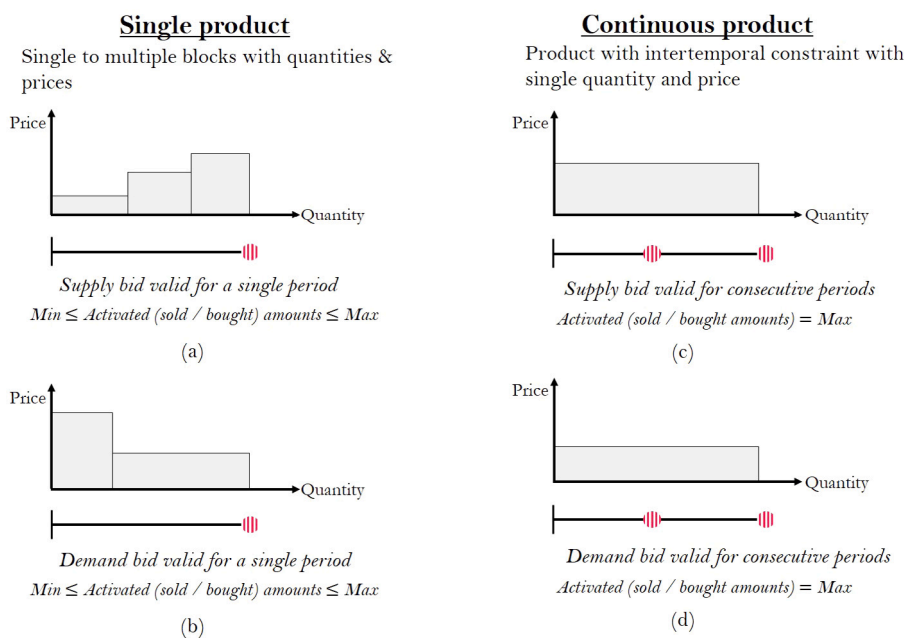 Single product
Single to multiple blocks with quantities &
prices
Price
Quantity
Supply bid valid for a single period
Min ≤ Activated (sold / bought) amounts ≤ Max
(a)
Price
Quantity
Demand bid valid for a single period
Min ≤ Activated (sold / bought) amounts ≤ Max
(b)
Continuous product
Product with intertemporal constraint with
single quantity and price
Price
Quantity
Supply bid valid for consecutive periods
Activated (sold / bought amounts) = Max
(c)
Price
Quantity
Demand bid valid for consecutive periods
Activated (sold / bought amounts) = Max
(d)